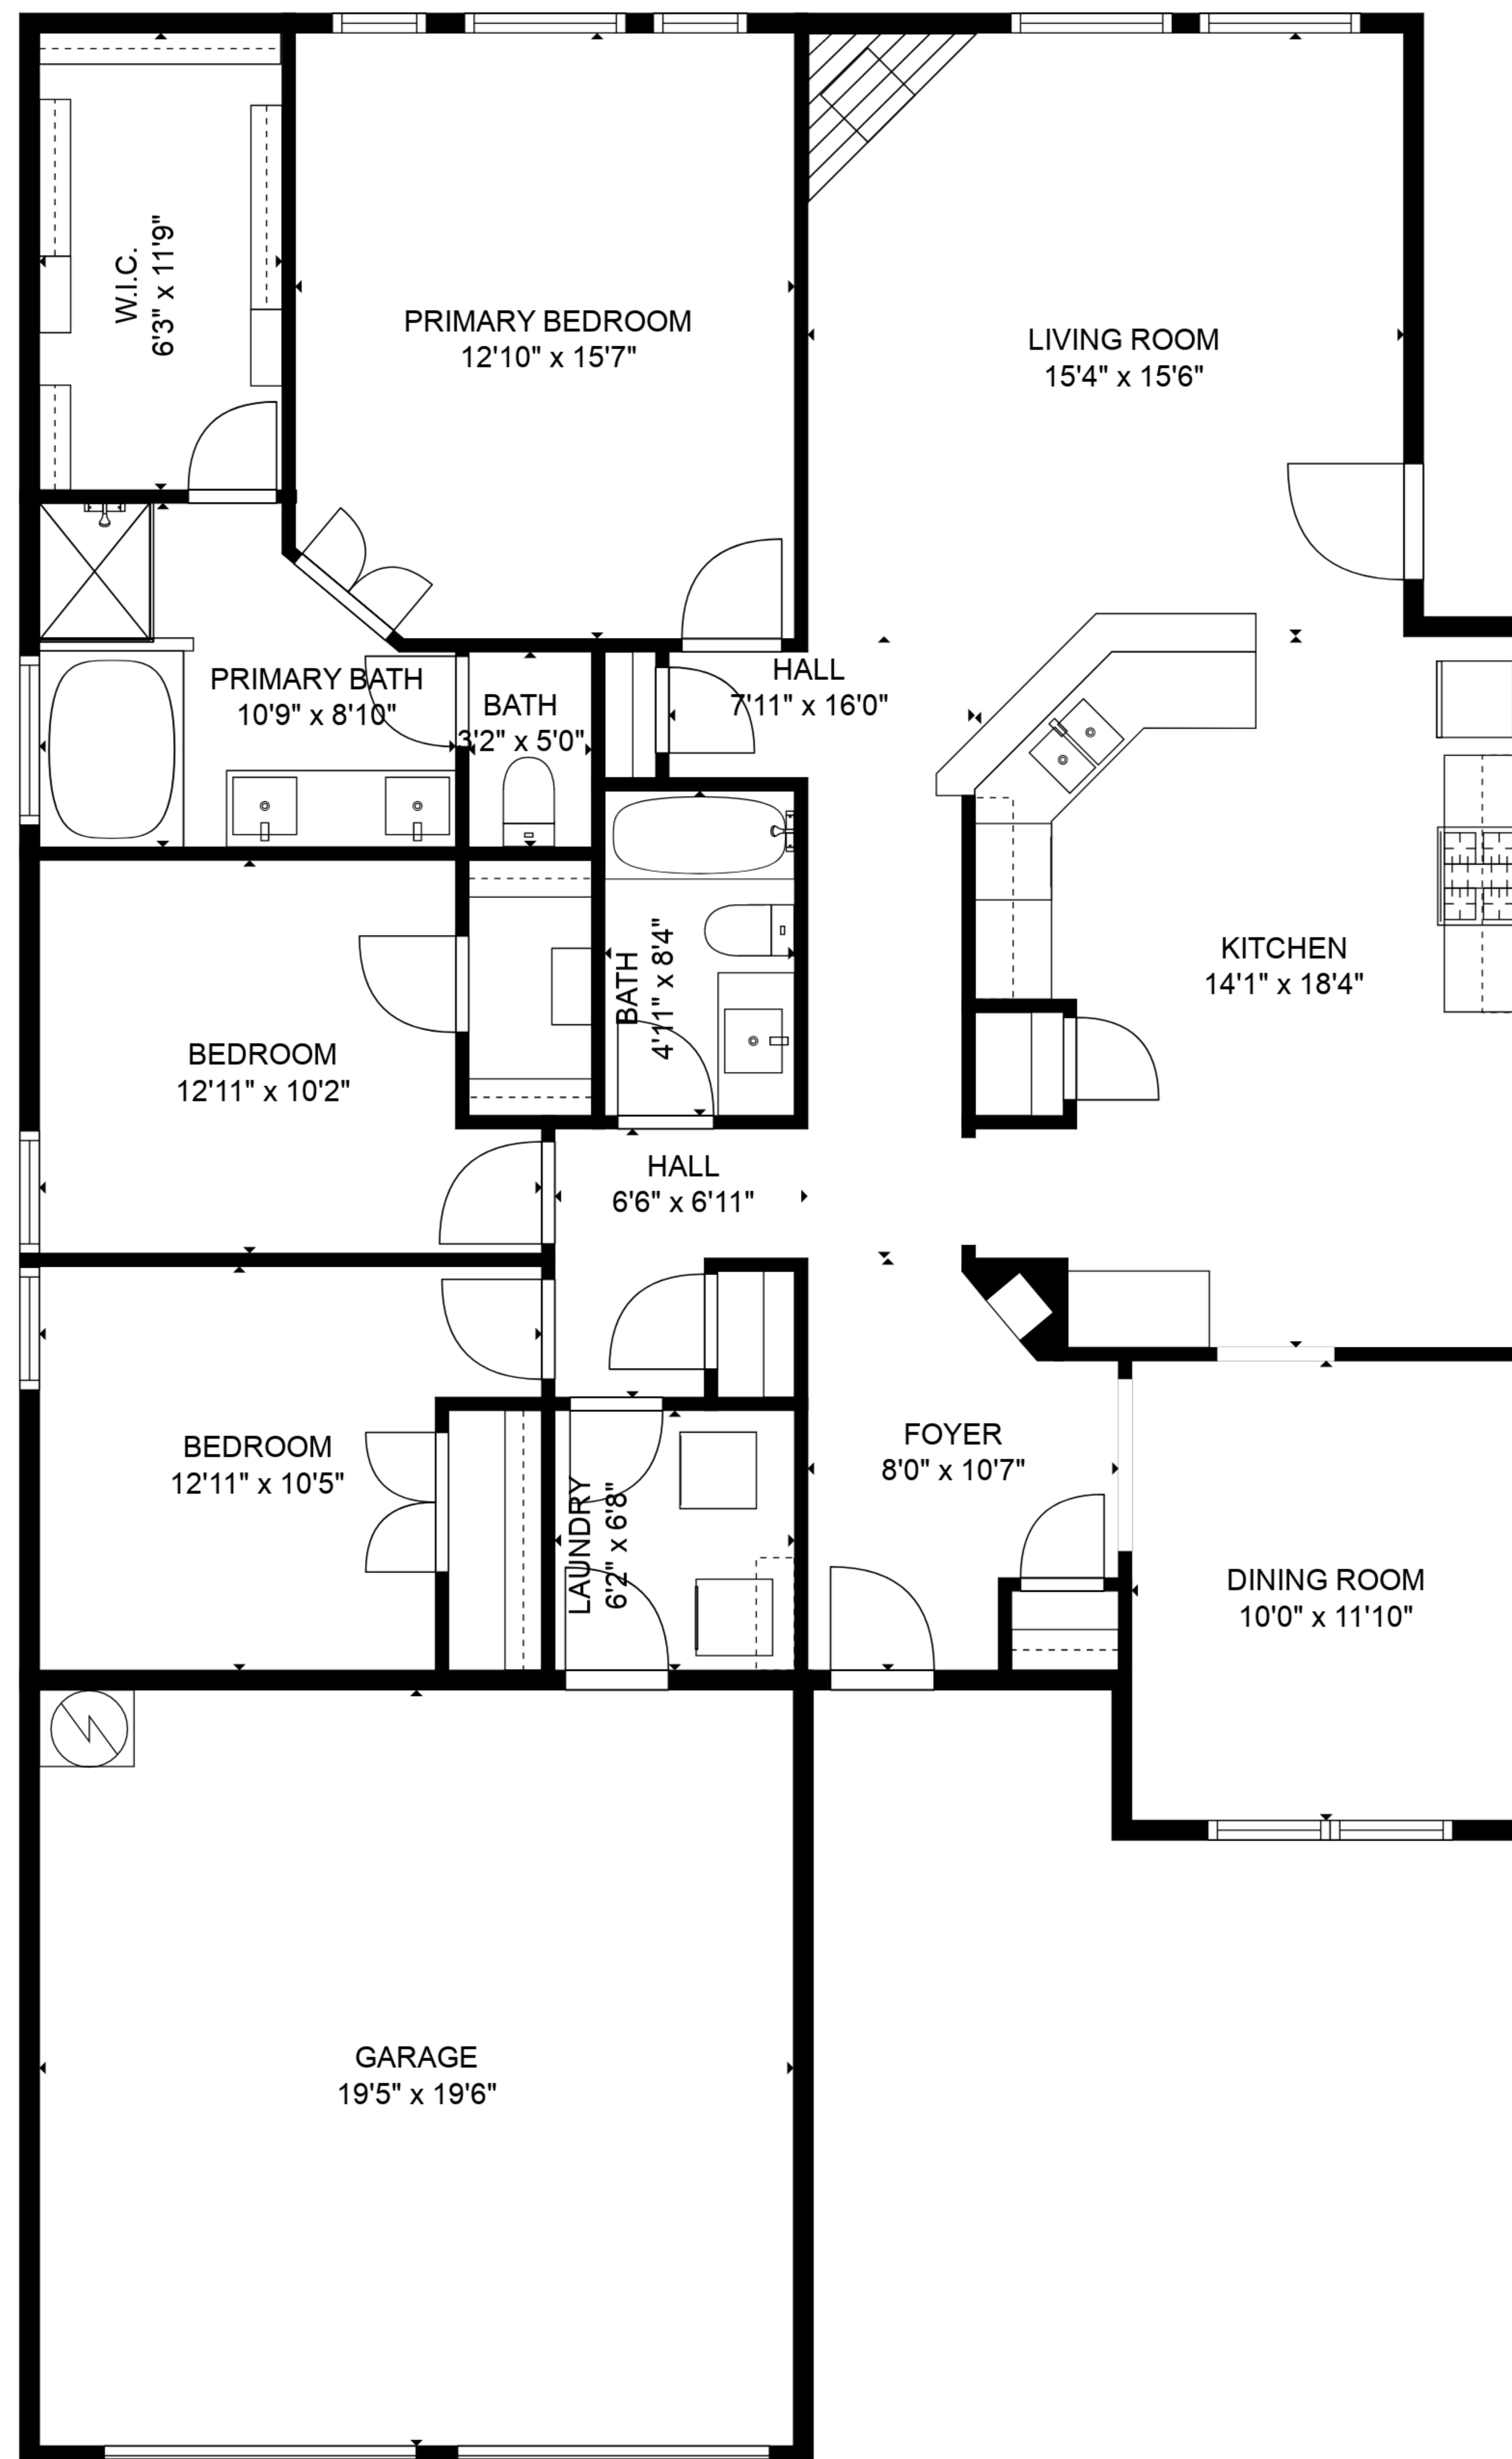 W.I.C.
6'3" x 11'9"
PRIMARY BEDROOM
12'10" x 15'7"
LIVING ROOM
15'4" x 15'6"
PRIMARY BATH
10'9" x 8'10"
BATH
3'2" x 5'0"
HALL
7'11" x 16'0"
BATH
4'11" x 8'4"
KITCHEN
14'1" x 18'4"
BEDROOM
12'11" x 10'2"
HALL
6'6" x 6'11"
BEDROOM
12'11" x 10'5"
LAUNDRY
6'2" x 6'8"
FOYER
8'0" x 10'7"
DINING ROOM
10'0" x 11'10"
GARAGE
19'5" x 19'6"